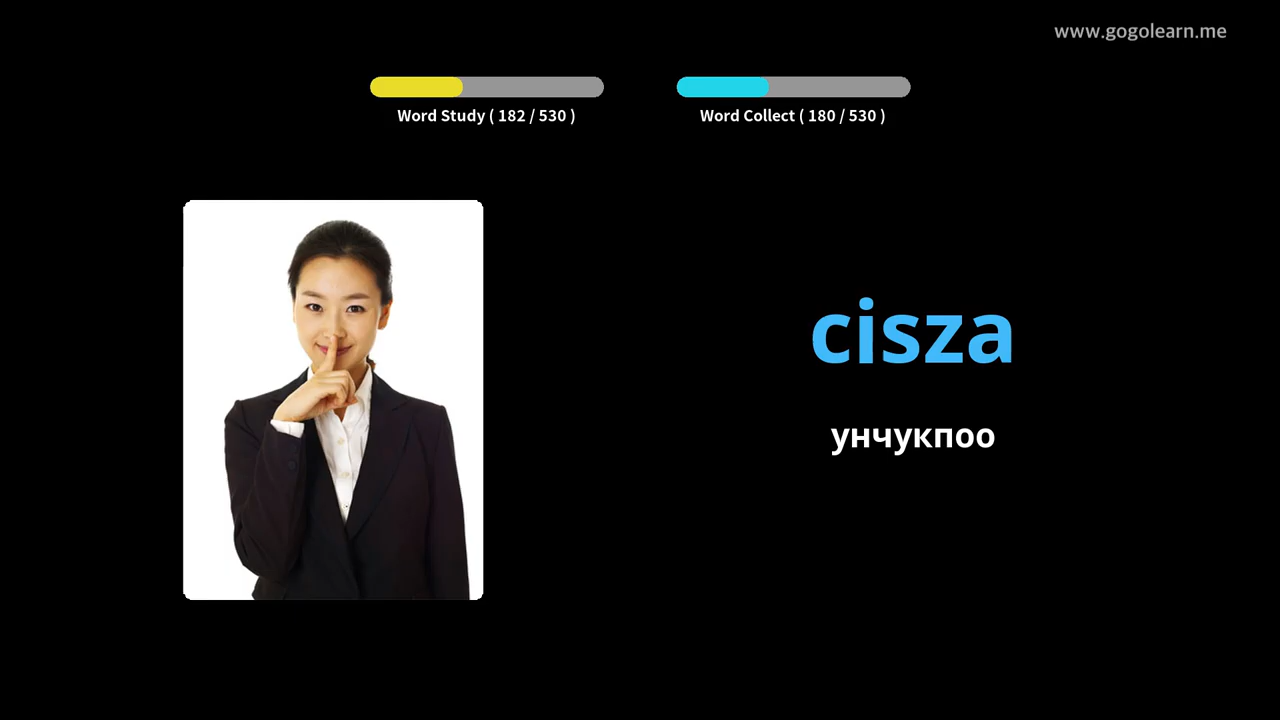 www.gogolearn.me
Word Study ( 182 / 530 )
Word Collect ( 180 / 530 )
cisza
унчукпоо